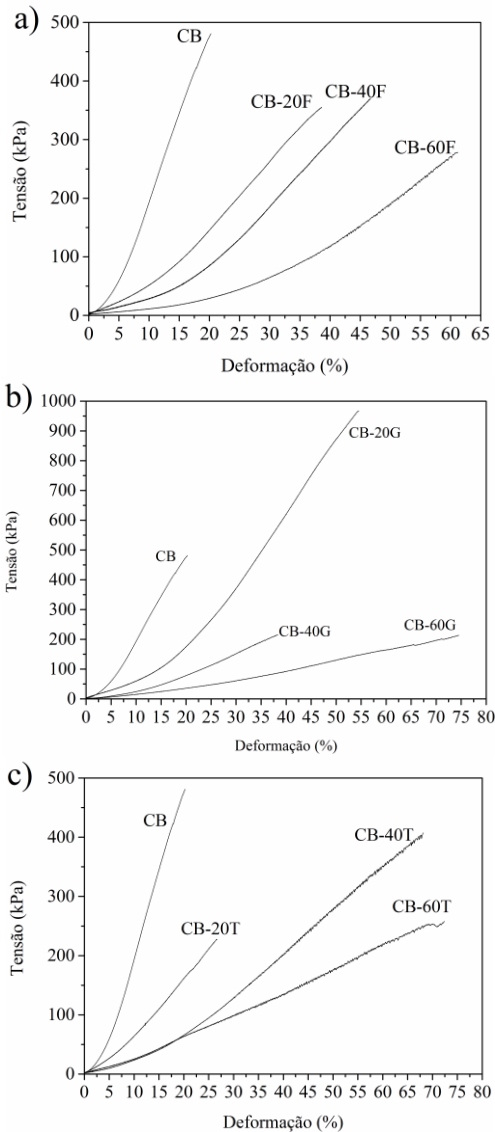 a)
500
400
300
200
100
0
Tensão (kPa)
CB
CB-20F
CB-40F
CB-60F
0 5 10 15 20 25 30 35 40 45 50 55 60 65
Deformação (%)
b)
1000
900
800
700
600
500
400
300
200
100
0
Tensão (kPa)
CB-20G
CB
CB-40G
CB-60G
0 5 10 15 20 25 30 35 40 45 50 55 60 65 70 75 80
Deformação (%)
c)
500
400
300
200
100
0
Tensão (kPa)
CB
CB-40T
CB-20T
CB-60T
0 5 10 15 20 25 30 35 40 45 50 55 60 65 70 75 80
Deformação (%)